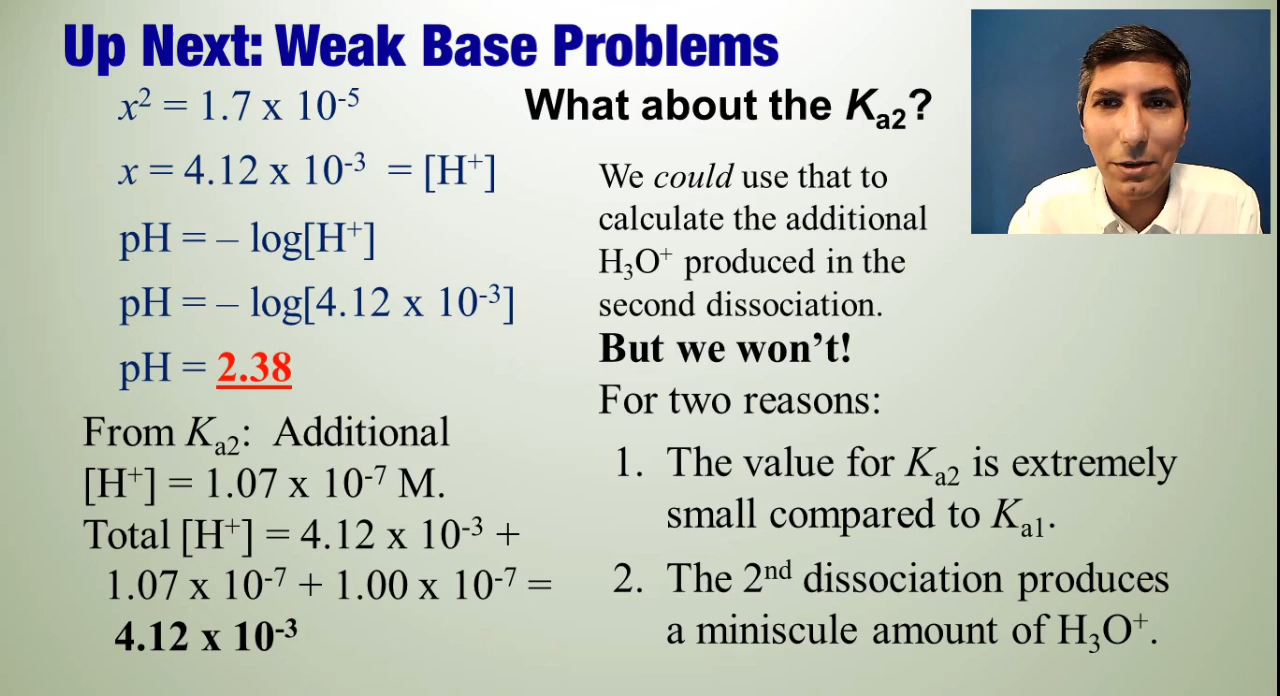 Up Next: Weak Base Problems
x² = 1.7 x 10⁻⁵
x = 4.12 x 10⁻³ = [H⁺]
pH = – log[H⁺]
pH = – log[4.12 x 10⁻³]
pH = 2.38
From Kₐ₂: Additional
[H⁺] = 1.07 x 10⁻⁷ M.
Total [H⁺] = 4.12 x 10⁻³ +
1.07 x 10⁻⁷ + 1.00 x 10⁻⁷ =
4.12 x 10⁻³
What about the Kₐ₂?
We could use that to
calculate the additional
H₃O⁺ produced in the
second dissociation.
But we won't!
For two reasons:
1. The value for Kₐ₂ is extremely
small compared to Kₐ₁.
2. The 2ⁿᵈ dissociation produces
a miniscule amount of H₃O⁺.